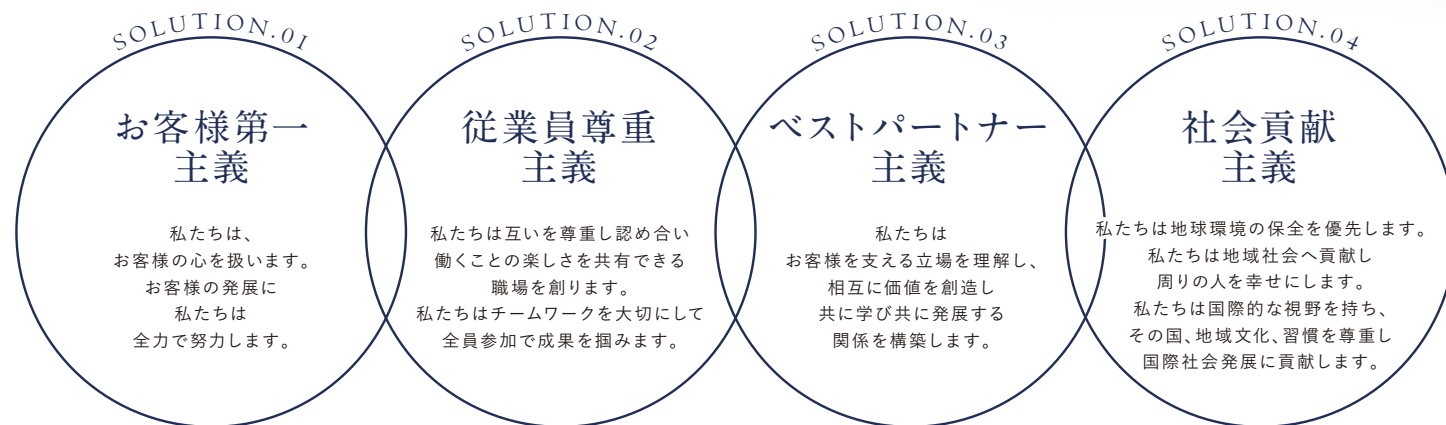 SOLUTION.01
お客様第一
主義
私たちは、
お客様の心を扱います。
お客様の発展に
私たちは
全力で努力します。
SOLUTION.02
従業員尊重
主義
私たちは互いを尊重し認め合い
働くことの楽しさを共有できる
職場を創ります。
私たちはチームワークを大切にして
全員参加で成果を掴みます。
SOLUTION.03
ベストパートナー
主義
私たちは
お客様を支える立場を理解し、
相互に価値を創造し
共に学び共に発展する
関係を構築します。
SOLUTION.04
社会貢献
主義
私たちは地球環境の保全を優先します。
私たちは地域社会へ貢献し
周りの人を幸せにします。
私たちは国際的な視野を持ち、
その国、地域文化、習慣を尊重し
国際社会発展に貢献します。